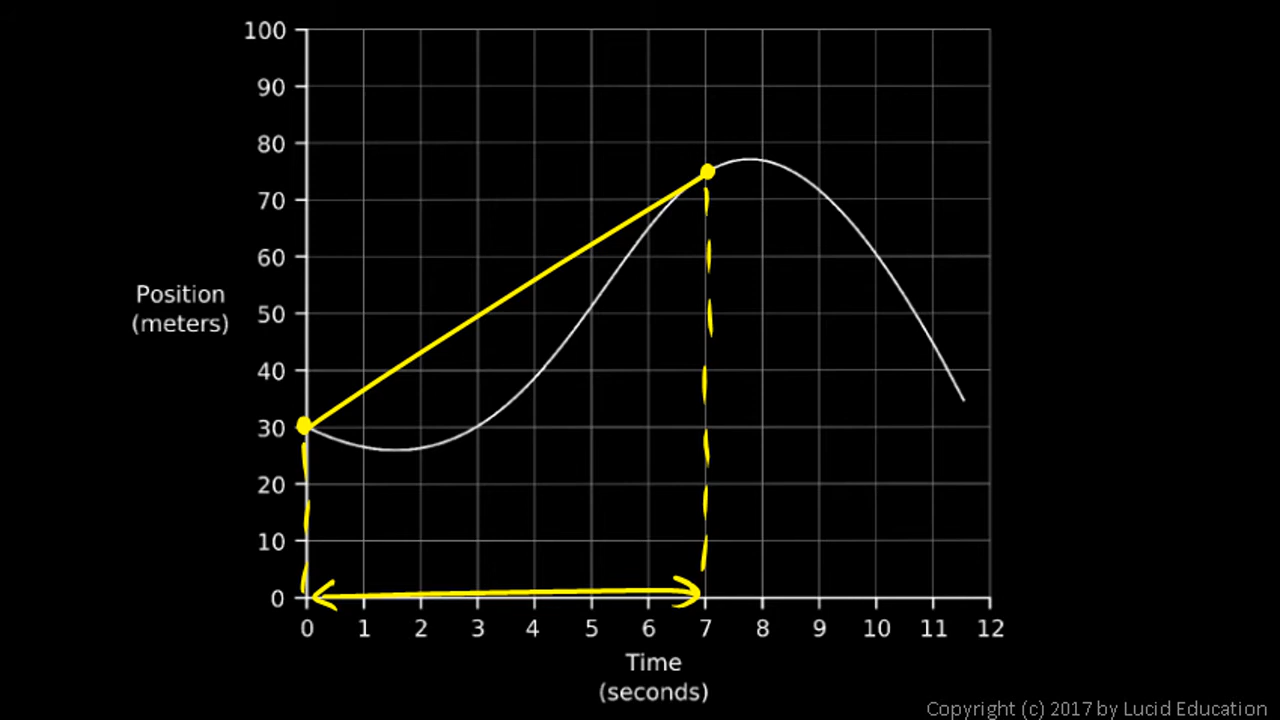 100
90
80
70
60
Position
(meters)
50
40
30
20
10
0
0 1 2 3 4 5 6 7 8 9 10 11 12
Time
(seconds)
Copyright (c) 2017 by Lucid Education